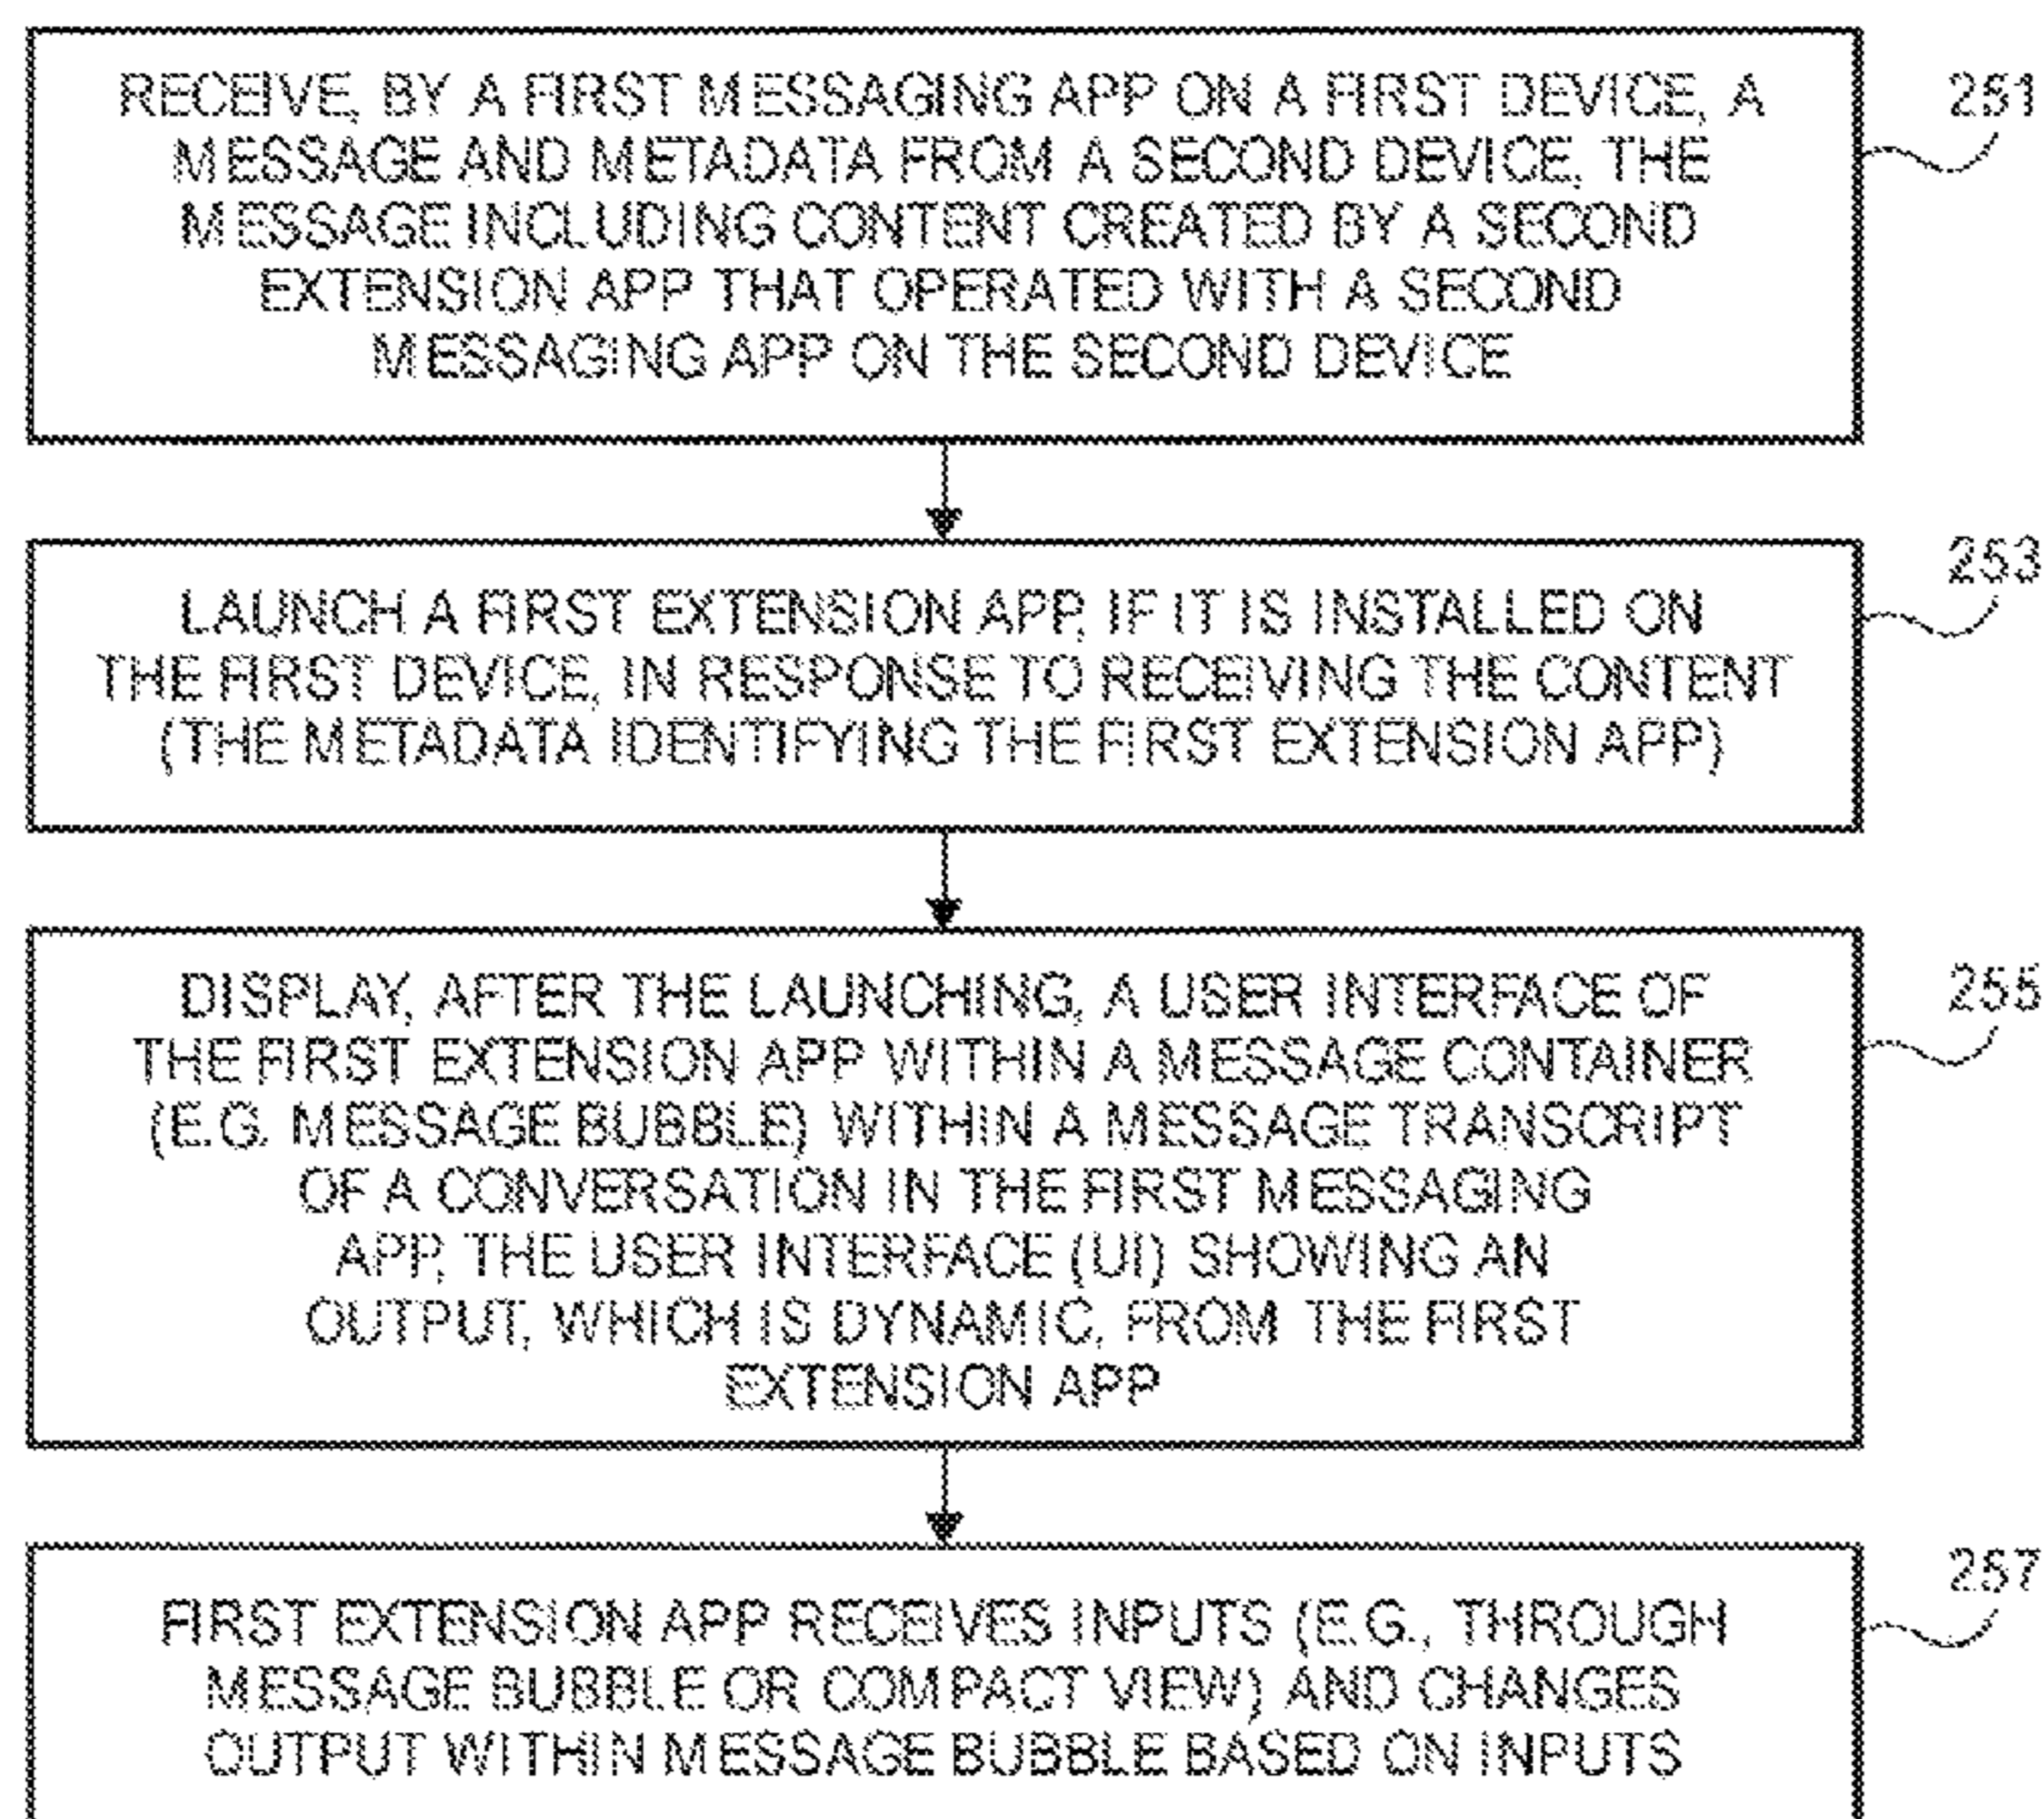 RECEIVE, BY A FIRST MESSAGING APP ON A FIRST DEVICE, A
MESSAGE AND METADATA FROM A SECOND DEVICE, THE
MESSAGE INCLUDING CONTENT CREATED BY A SECOND
EXTENSION APP THAT OPERATED WITH A SECOND
MESSAGING APP ON THE SECOND DEVICE
251
LAUNCH A FIRST EXTENSION APP, IF IT IS INSTALLED ON
THE FIRST DEVICE, IN RESPONSE TO RECEIVING THE CONTENT
(THE METADATA IDENTIFYING THE FIRST EXTENSION APP)
253
DISPLAY, AFTER THE LAUNCHING, A USER INTERFACE OF
THE FIRST EXTENSION APP WITHIN A MESSAGE CONTAINER
(E.G. MESSAGE BUBBLE) WITHIN A MESSAGE TRANSCRIPT
OF A CONVERSATION IN THE FIRST MESSAGING
APP, THE USER INTERFACE (UI) SHOWING AN
OUTPUT, WHICH IS DYNAMIC, FROM THE FIRST
EXTENSION APP
255
FIRST EXTENSION APP RECEIVES INPUTS (E.G., THROUGH
MESSAGE BUBBLE OR COMPACT VIEW) AND CHANGES
OUTPUT WITHIN MESSAGE BUBBLE BASED ON INPUTS
257